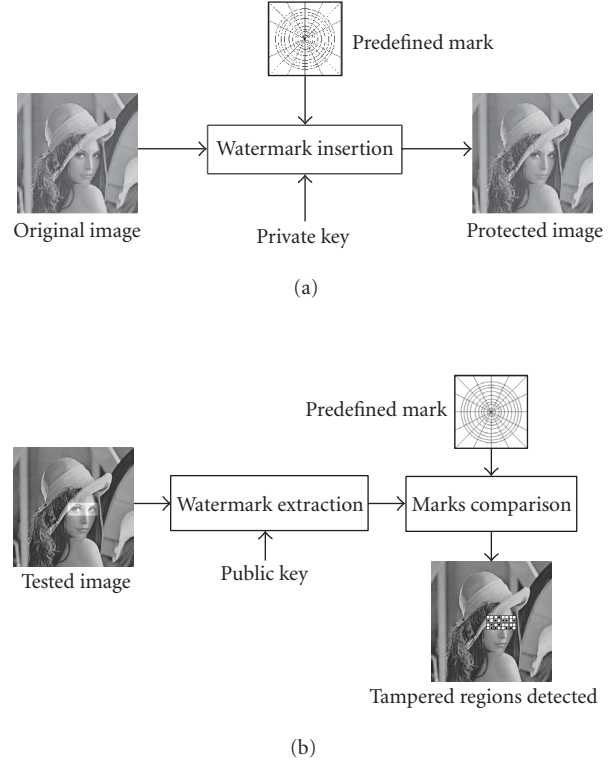 Predefined mark
Watermark insertion
Original image
Protected image
Private key
(a)
Predefined mark
Watermark extraction
Marks comparison
Tested image
Public key
Tampered regions detected
(b)